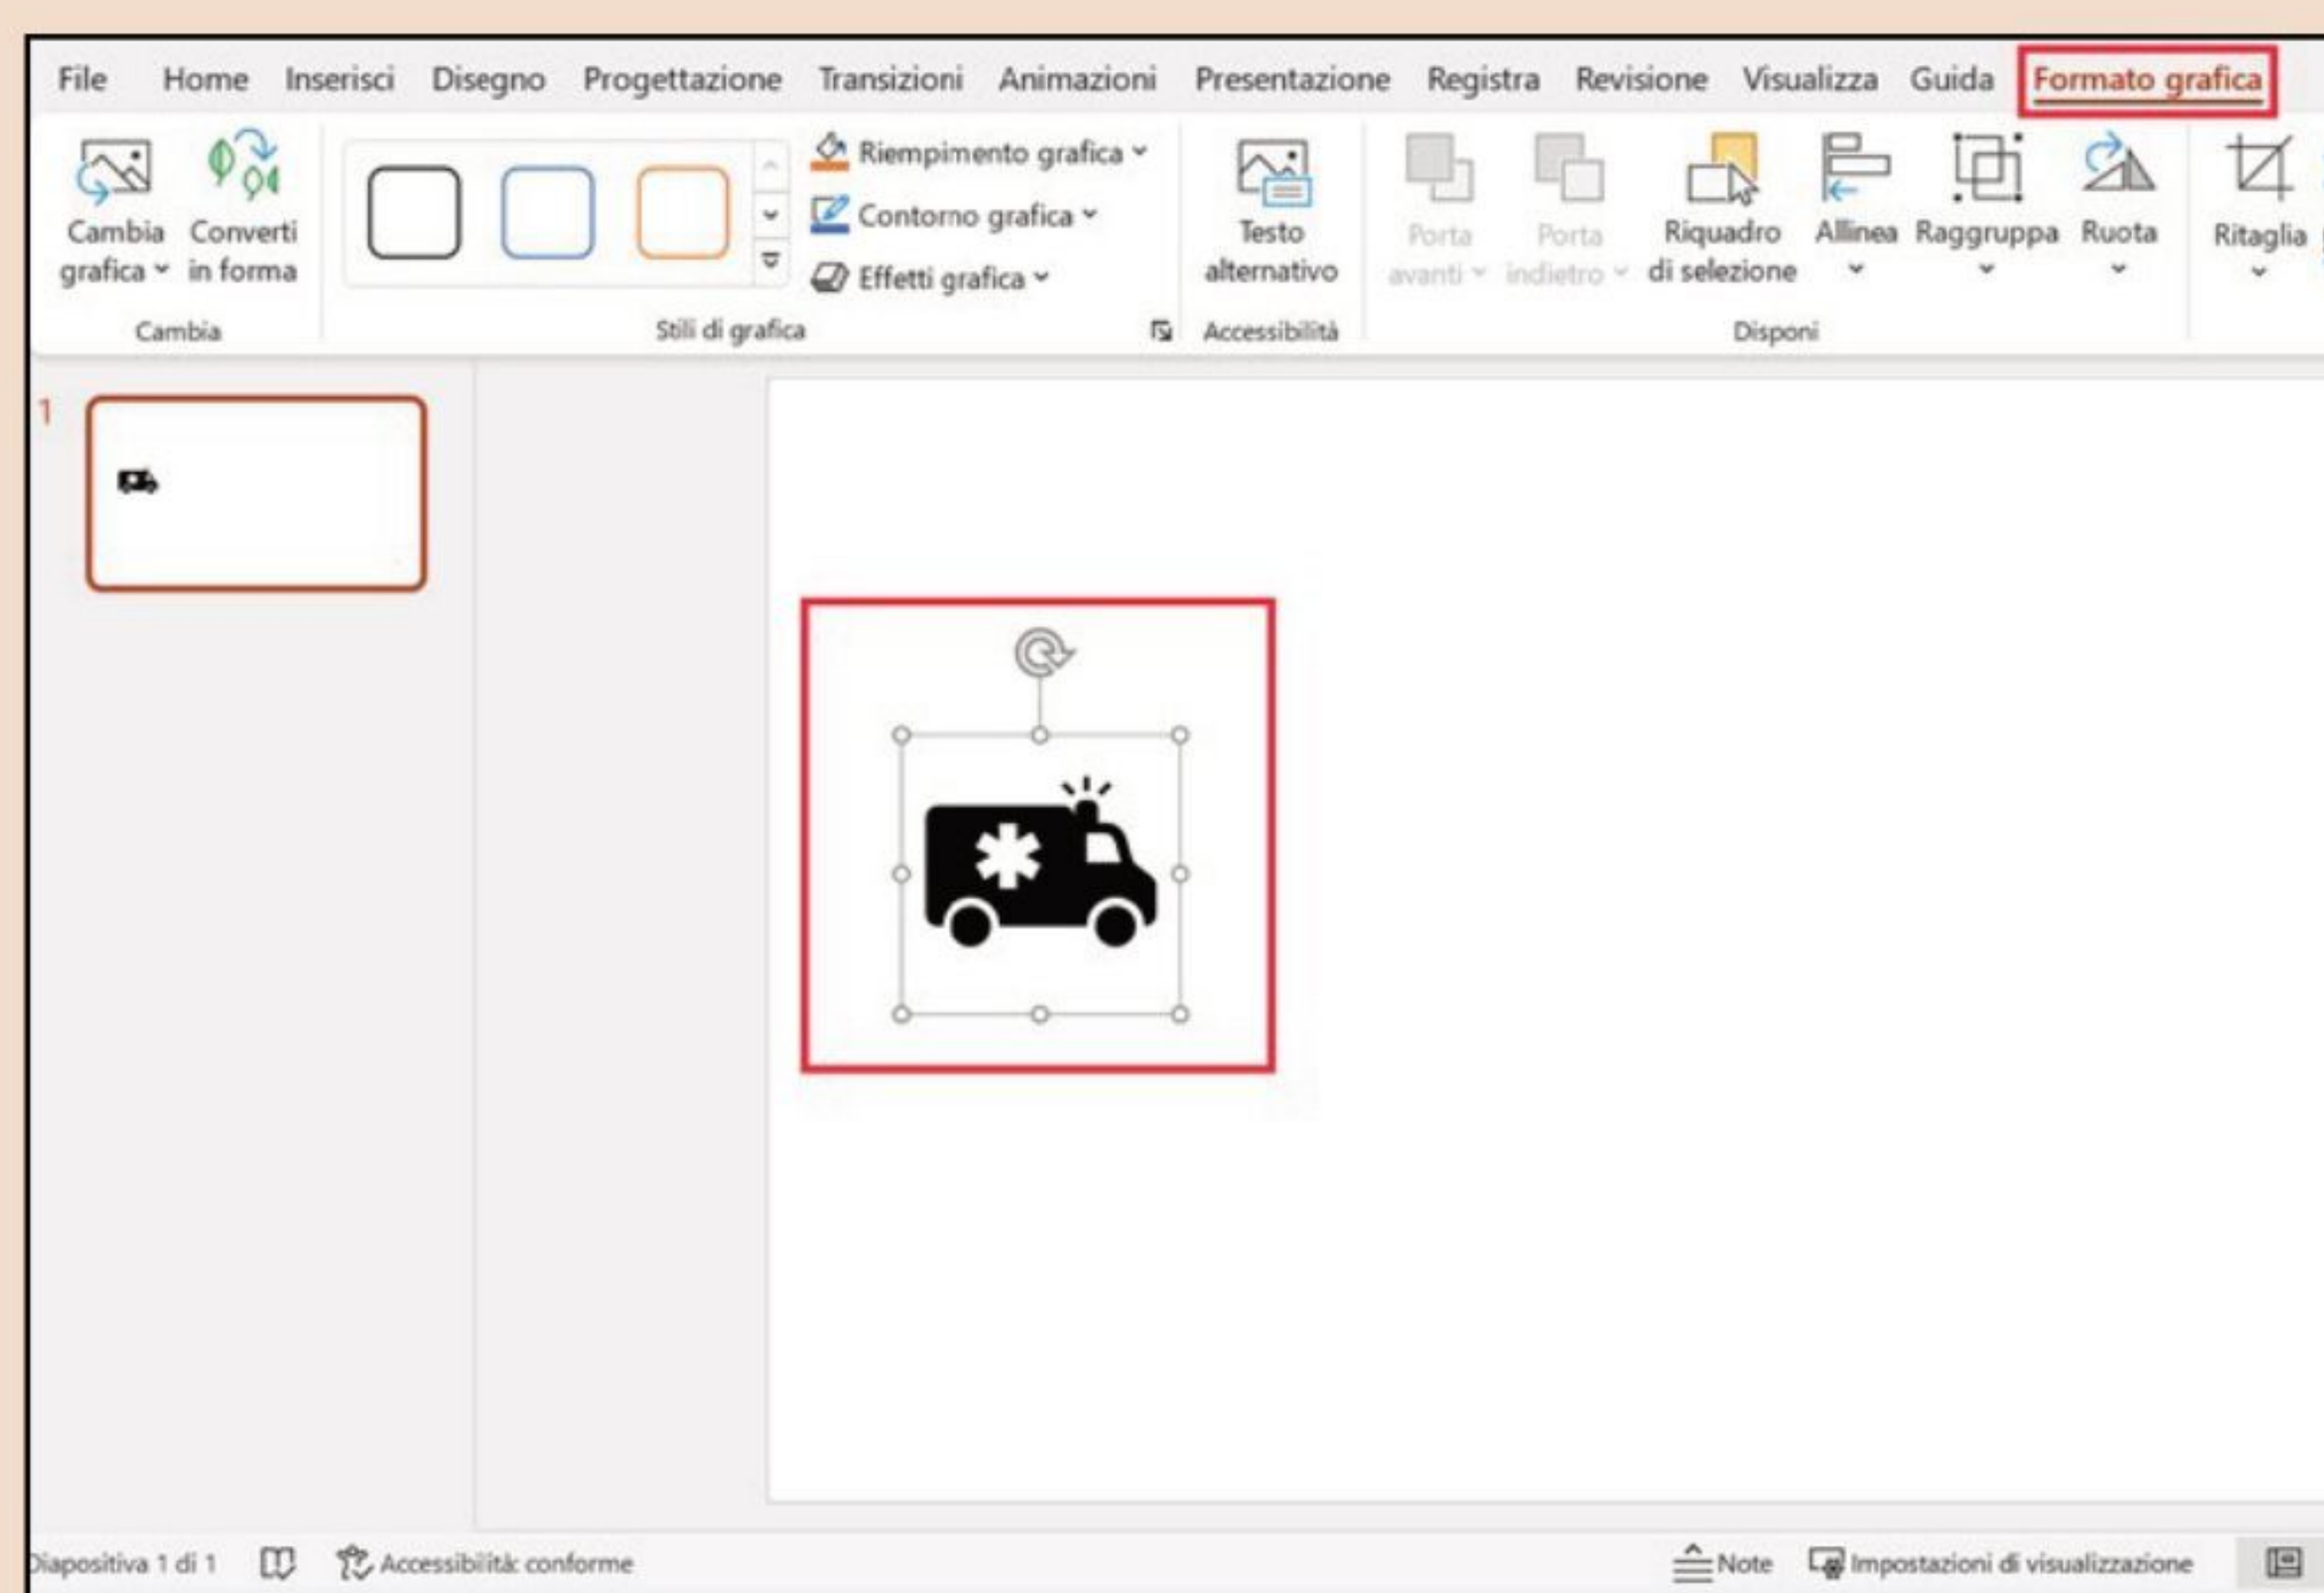 File Home Inserisci Disegno Progettazione Transizioni Animazioni Presentazione Registra Revisione Visualizza Guida Formato grafica
Cambia grafica
Converti in forma
Cambia
Riempimento grafica
Contorno grafica
Effetti grafica
Stili di grafica
Testo alternativo
Accessibilità
Porta avanti
Porta indietro
Riquadro di selezione
Allinea
Raggruppa
Ruota
Disponi
Ritaglia
1
Diapositiva 1 di 1
Accessibilità: conforme
Note
Impostazioni di visualizzazione